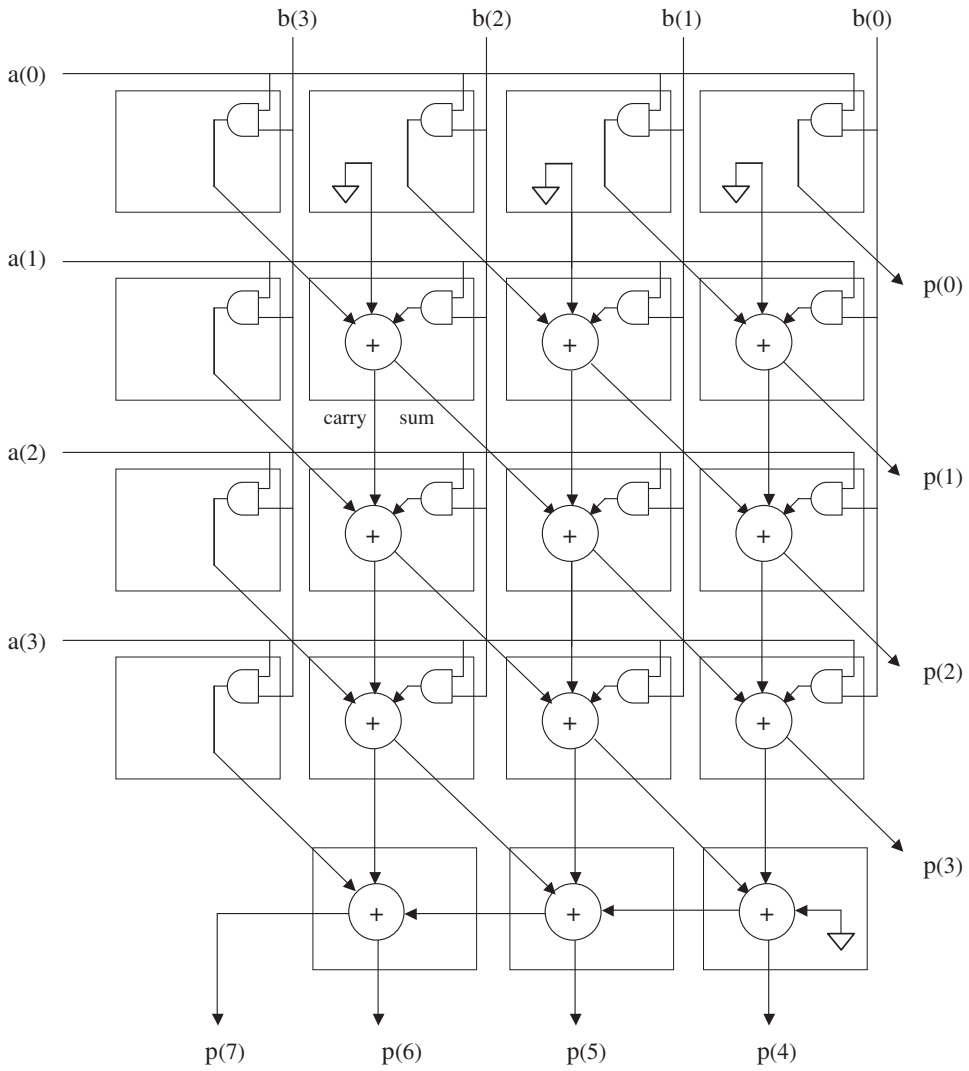 b(3) b(2) b(1) b(0)
a(0)
a(1)
p(0)
+ + +
carry sum
a(2)
p(1)
+ + +
a(3)
p(2)
+ + +
p(3)
+ + +
p(7) p(6) p(5) p(4)